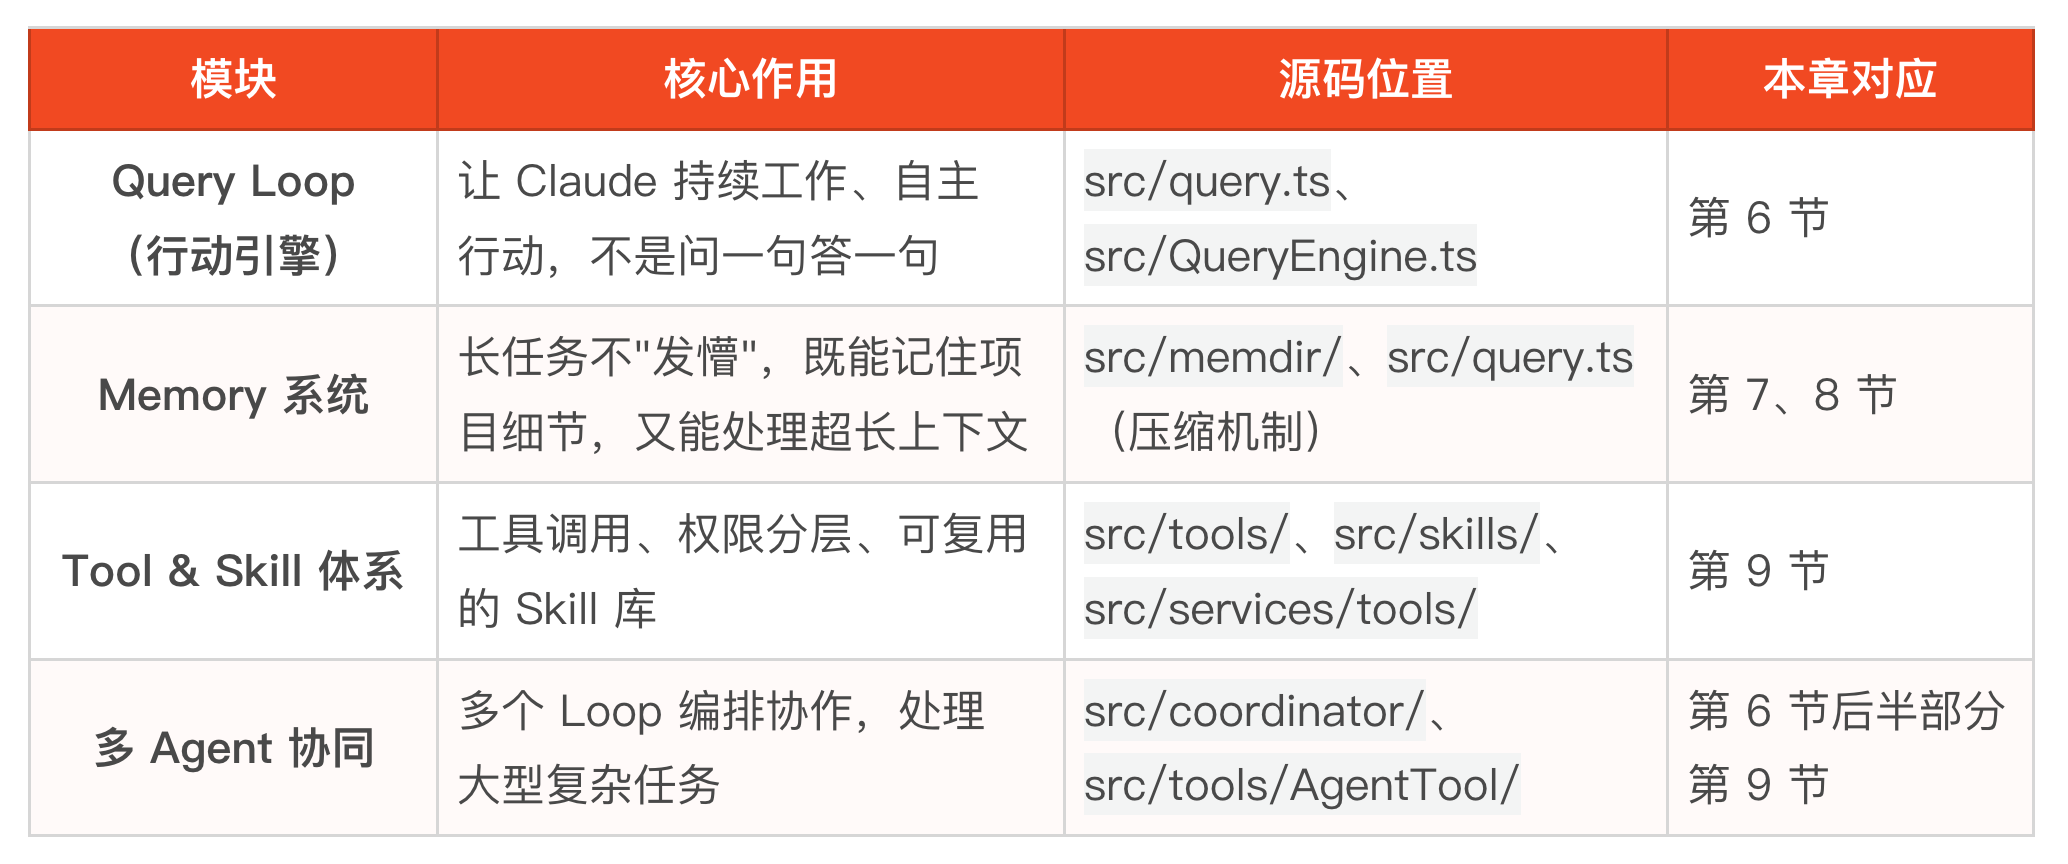 模块
核心作用
源码位置
本章对应
Query Loop
（行动引擎）
让 Claude 持续工作、自主
行动，不是问一句答一句
src/query.ts、
src/QueryEngine.ts
第 6 节
Memory 系统
长任务不"发懵"，既能记住项
目细节，又能处理超长上下文
src/memdir/、src/query.ts
（压缩机制）
第 7、8 节
Tool & Skill 体系
工具调用、权限分层、可复用
的 Skill 库
src/tools/、src/skills/、
src/services/tools/
第 9 节
多 Agent 协同
多个 Loop 编排协作，处理
大型复杂任务
src/coordinator/、
src/tools/AgentTool/
第 6 节后半部分
第 9 节